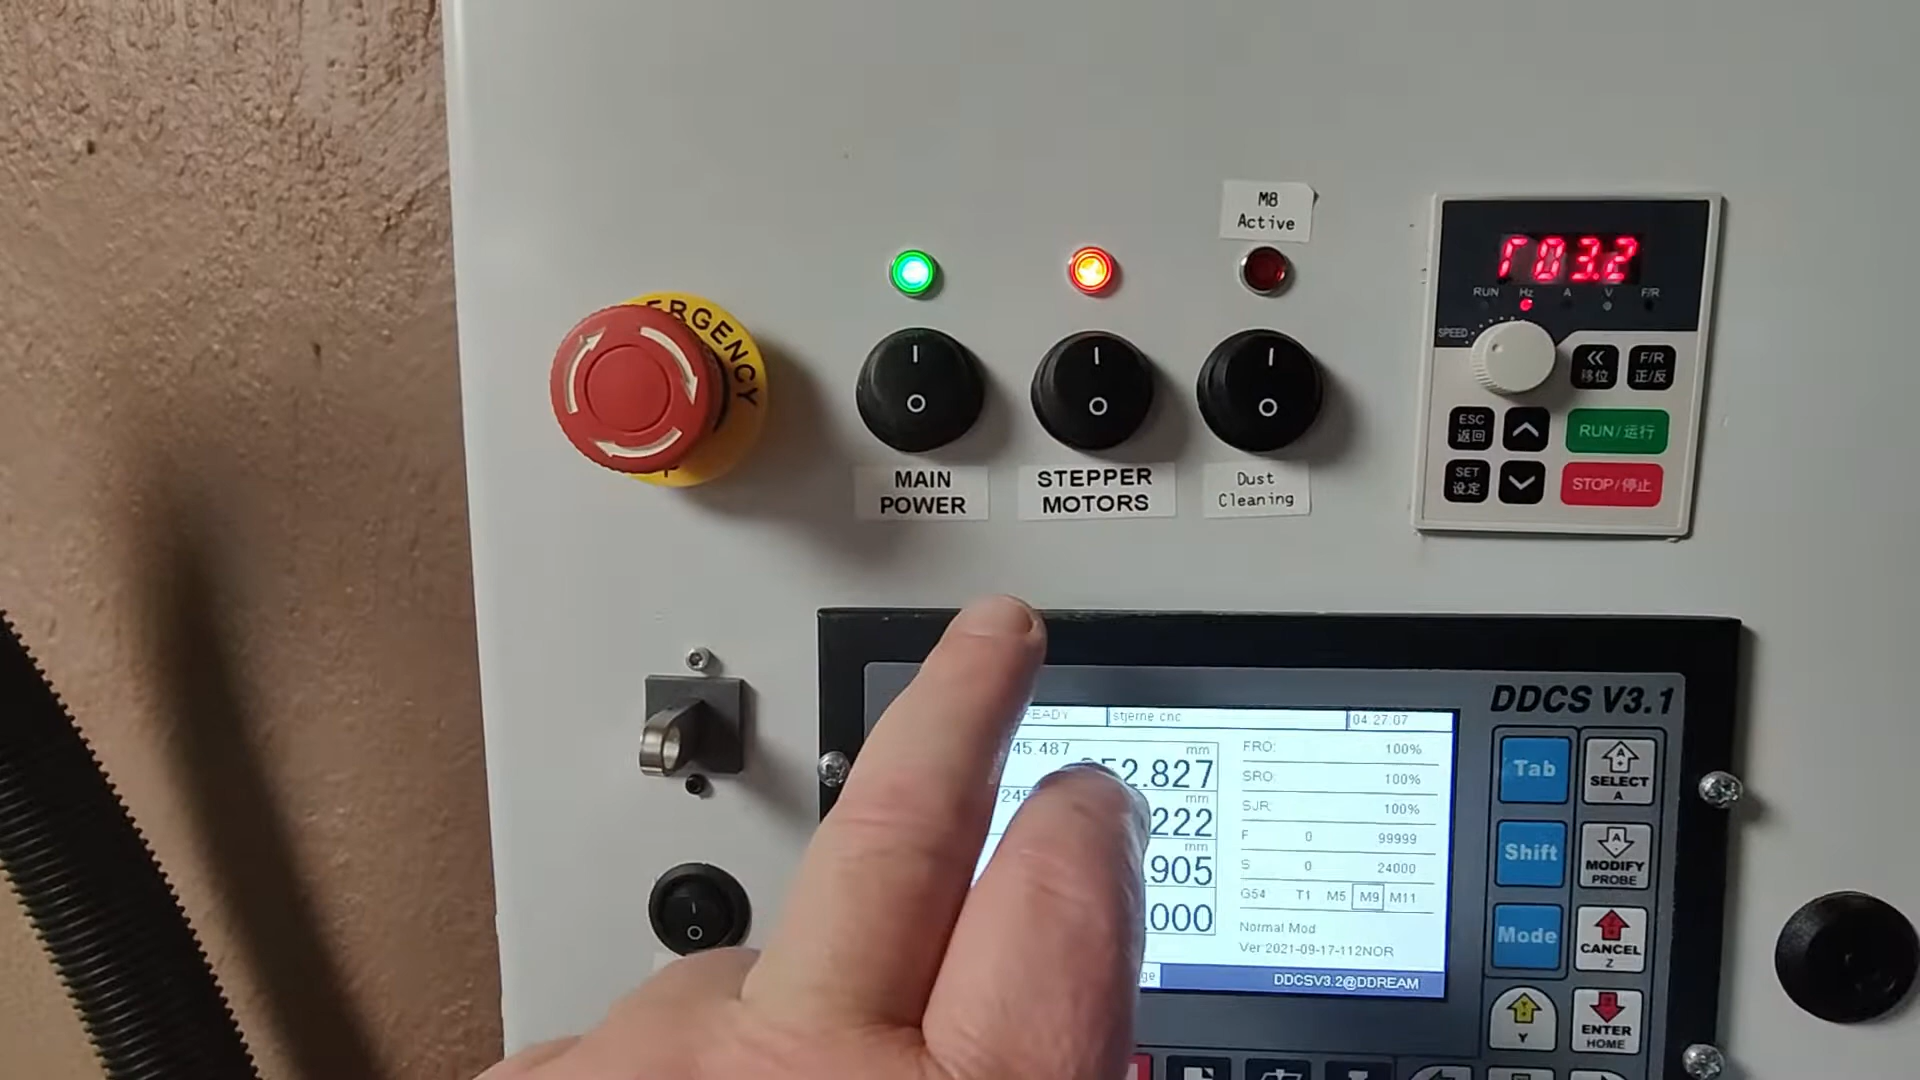 M8
Active
ERGENCY
P
MAIN
POWER
STEPPER
MOTORS
Dust
Cleaning
r03.2
RUN Hz A V F/R
SPEED
« 移位
F/R 正/反
ESC 返回
RUN/运行
SET 设定
STOP/停止
DDCS V3.1
EADY stjerne cnc 04:27:07
45.487 mm
2.827
245 mm
222
mm
.905
.000
FRO: 100%
SRO: 100%
SJR: 100%
F 0 99999
S 0 24000
G54 T1 M5 M9 M11
Normal Mod
Ver:2021-09-17-112NOR
ge DDCSV3.2@DDREAM
Tab
A+
SELECT
A
Shift
A-
MODIFY
PROBE
Mode
CANCEL
Z
Y
ENTER
HOME